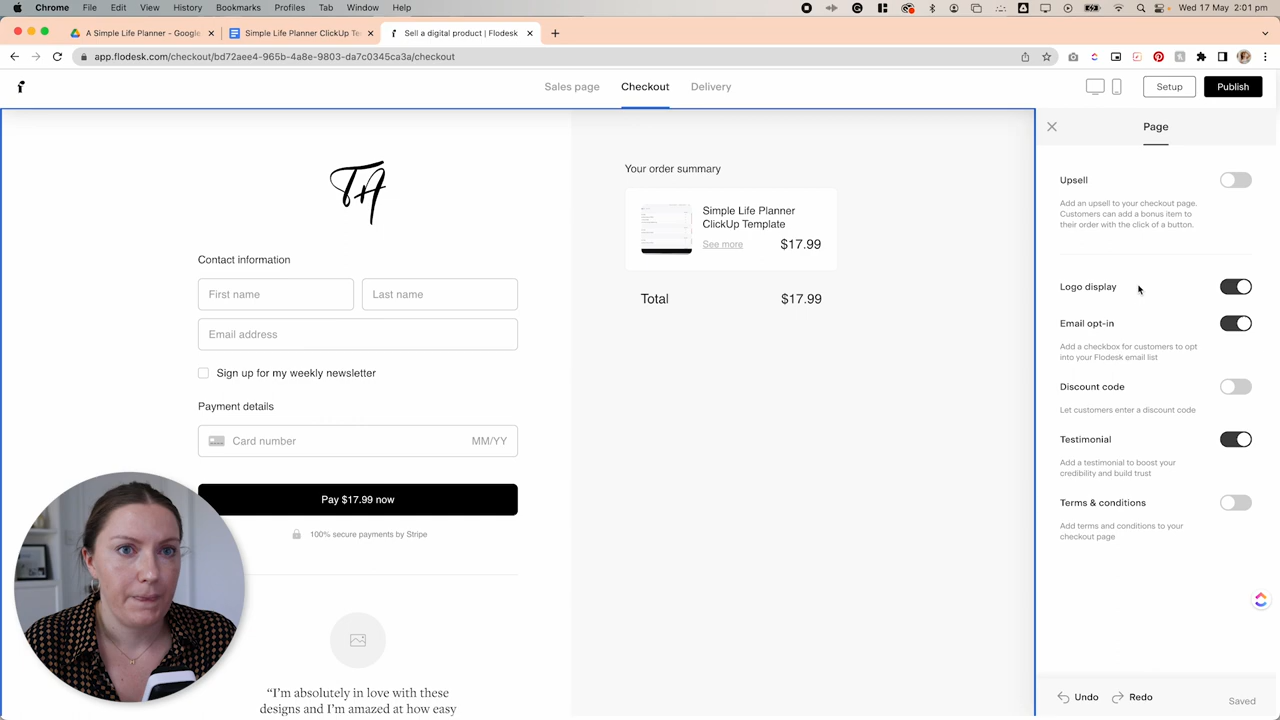 Chrome File Edit View History Bookmarks Profiles Tab Window Help
Wed 17 May 2:01 pm
A Simple Life Planner - Google
Simple Life Planner ClickUp Te
Sell a digital product | Flodesk
app.flodesk.com/checkout/bd72aee4-965b-4a8e-9803-da7c0345ca3a/checkout
Sales page
Checkout
Delivery
Setup
Publish
TA
Contact information
First name
Last name
Email address
Sign up for my weekly newsletter
Payment details
Card number
MM/YY
Pay $17.99 now
100% secure payments by Stripe
“I’m absolutely in love with these
designs and I’m amazed at how easy
Your order summary
Simple Life Planner
ClickUp Template
See more
$17.99
Total
$17.99
Page
Upsell
Add an upsell to your checkout page.
Customers can add a bonus item to
their order with the click of a button.
Logo display
Email opt-in
Add a checkbox for customers to opt
into your Flodesk email list
Discount code
Let customers enter a discount code
Testimonial
Add a testimonial to boost your
credibility and build trust
Terms & conditions
Add terms and conditions to your
checkout page
Undo
Redo
Saved